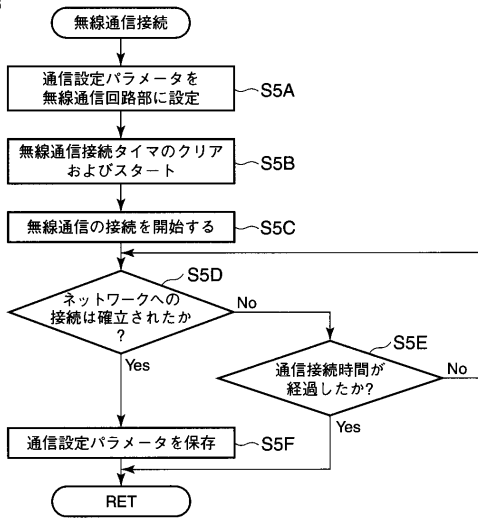 無線通信接続
通信設定パラメータを
無線通信回路部に設定
S5A
無線通信接続タイマのクリア
およびスタート
S5B
無線通信の接続を開始する
S5C
S5D
ネットワークへの
接続は確立されたか
?
No
Yes
S5E
通信接続時間が
経過したか?
No
Yes
通信設定パラメータを保存
S5F
RET